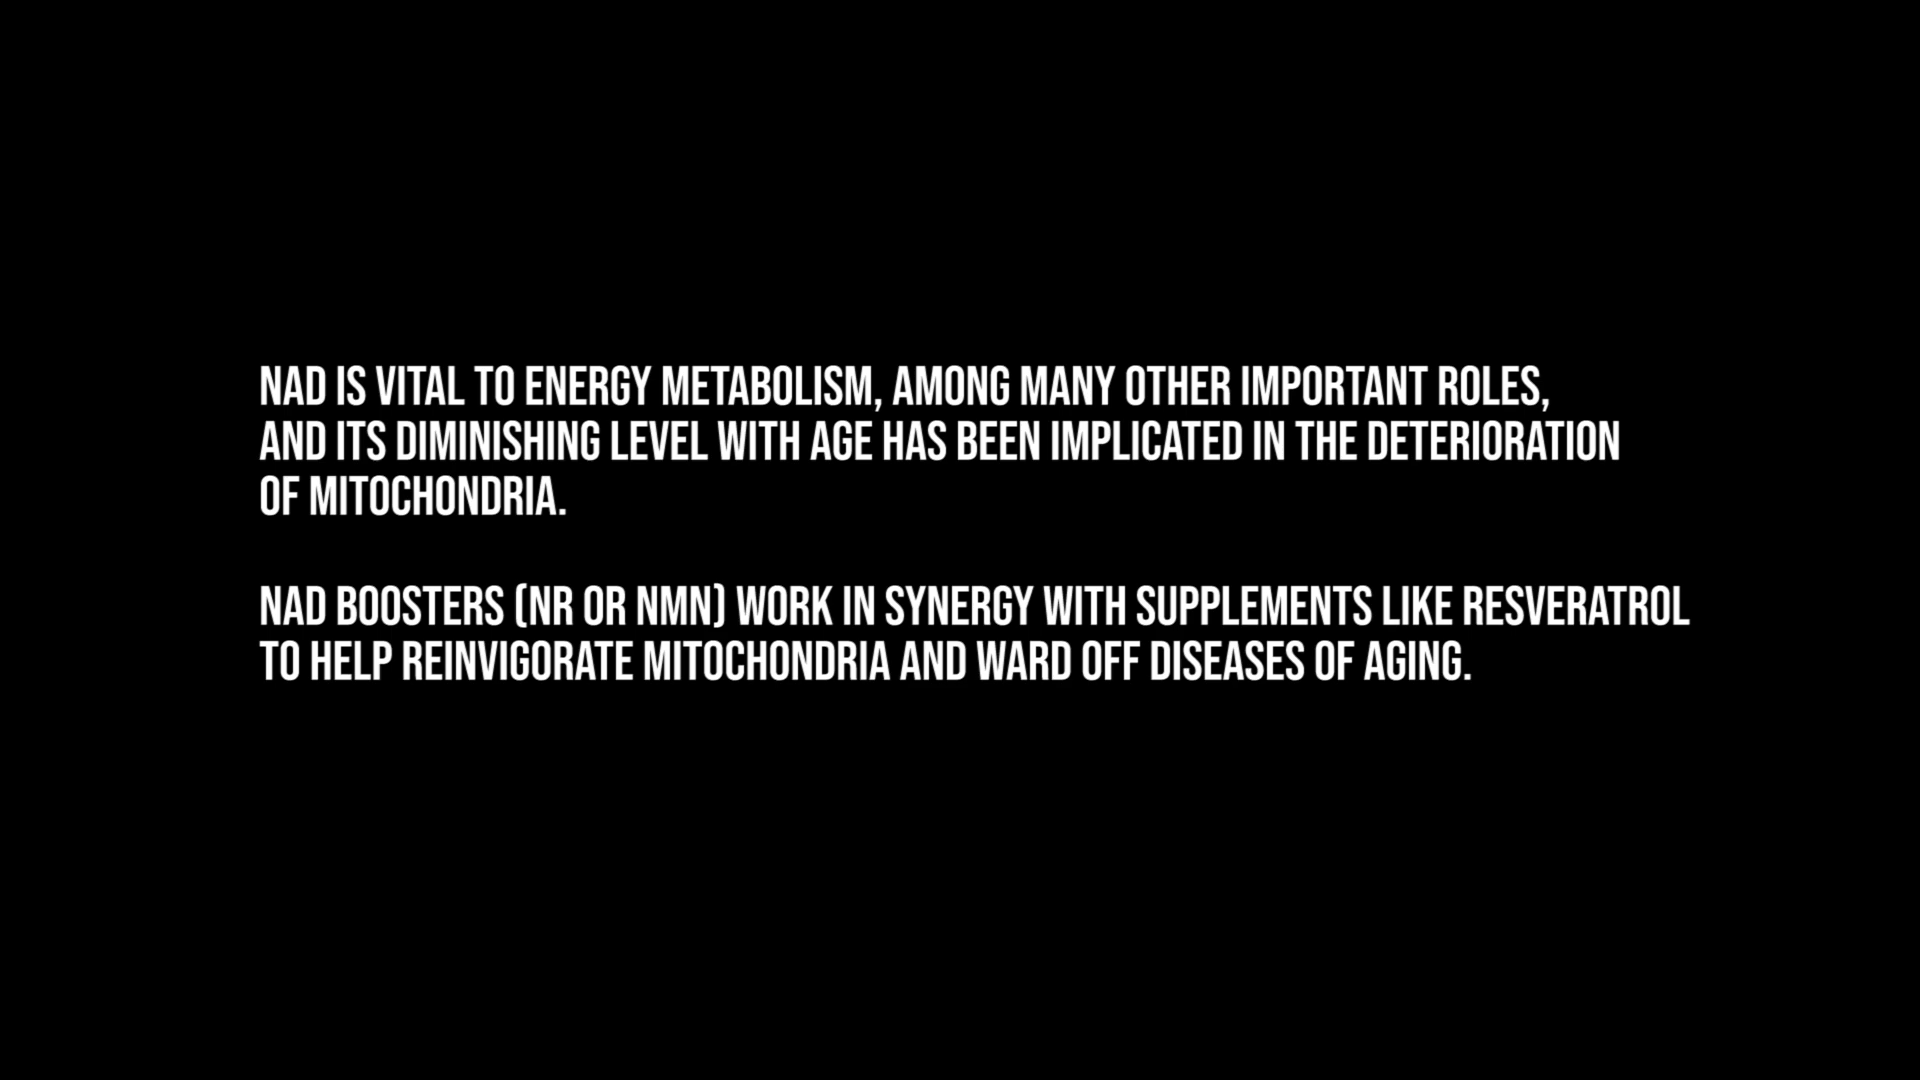 NAD IS VITAL TO ENERGY METABOLISM, AMONG MANY OTHER IMPORTANT ROLES,
AND ITS DIMINISHING LEVEL WITH AGE HAS BEEN IMPLICATED IN THE DETERIORATION
OF MITOCHONDRIA.
NAD BOOSTERS (NR OR NMN) WORK IN SYNERGY WITH SUPPLEMENTS LIKE RESVERATROL
TO HELP REINVIGORATE MITOCHONDRIA AND WARD OFF DISEASES OF AGING.